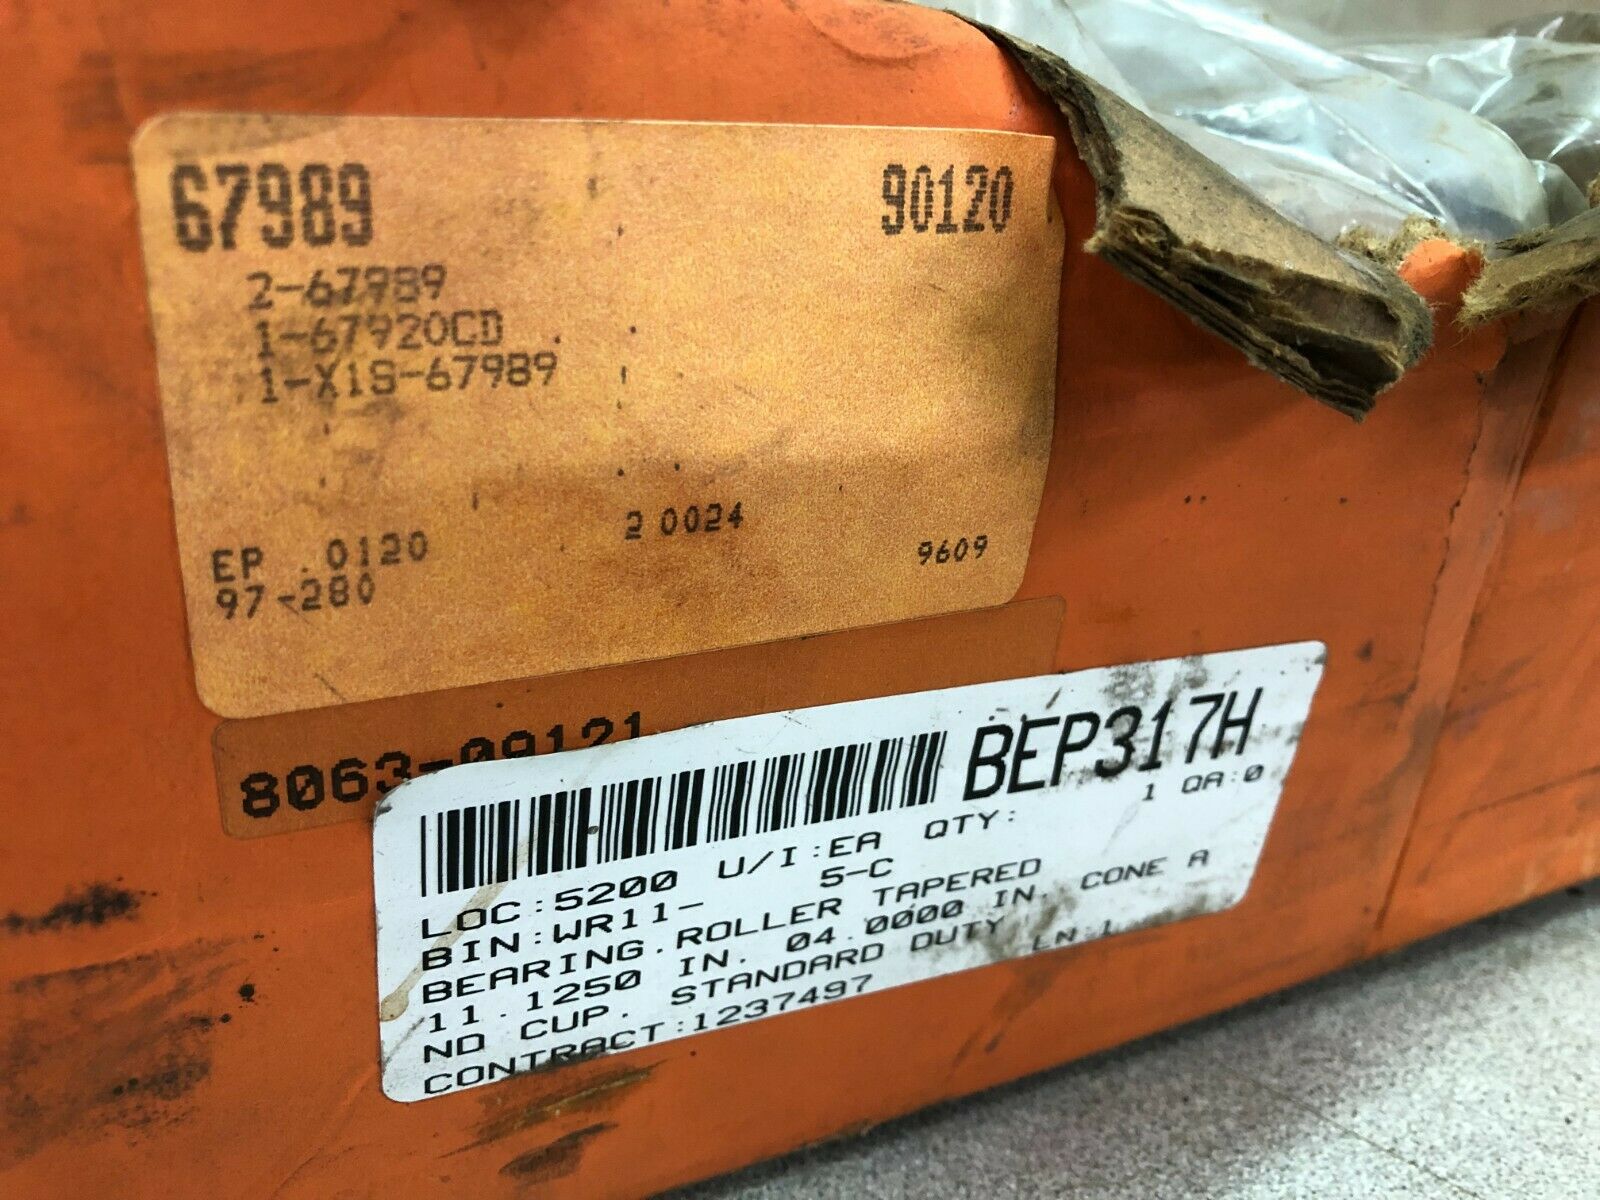 67989 90120
2-67989
1-67920CD
1-X1S-67989
2 0024
EP .0120 9609
97-280
8063-09121
BEP317H
LOC:5200 U/I:EA QTY: 1 QA:0
BIN:WR11- 5-C
BEARING.ROLLER TAPERED
11.1250 IN. 04.0000 IN. CONE A
ND CUP. STANDARD DUTY
CONTRACT:1237497 LN:1